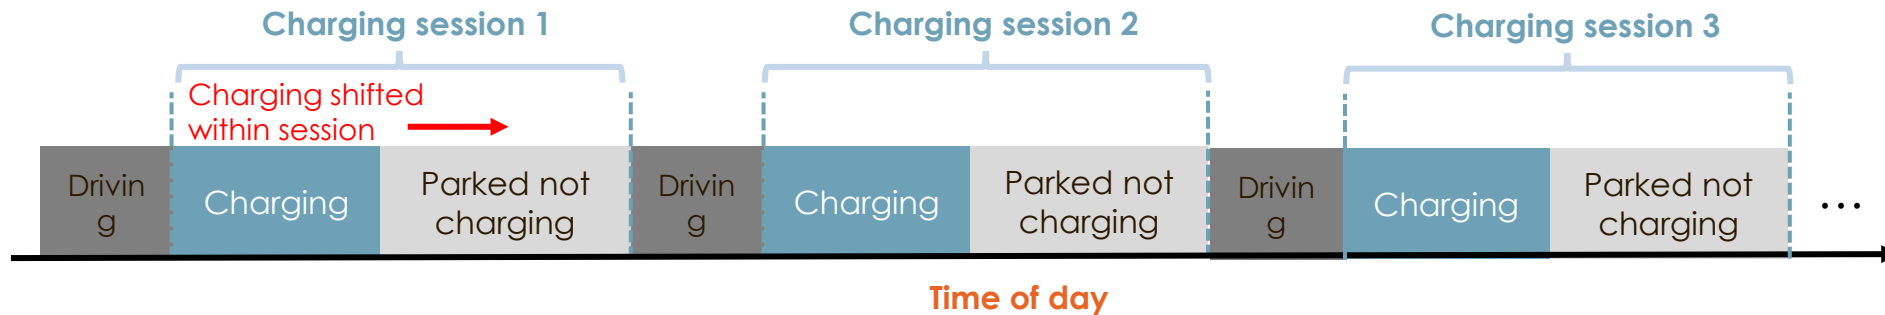 Charging session 1
Charging session 2
Charging session 3
Charging shifted
within session
Drivin
g
Charging
Parked not
charging
Drivin
g
Charging
Parked not
charging
Drivin
g
Charging
Parked not
charging
...
Time of day